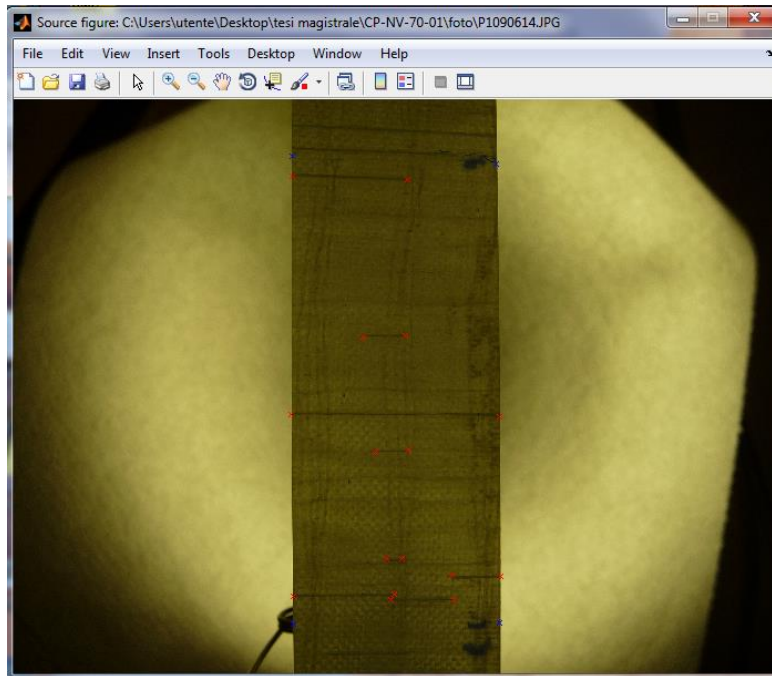 Source figure: C:\Users\utente\Desktop\tesi magistrale\CP-NV-70-01\foto\P1090614.JPG
File Edit View Insert Tools Desktop Window Help